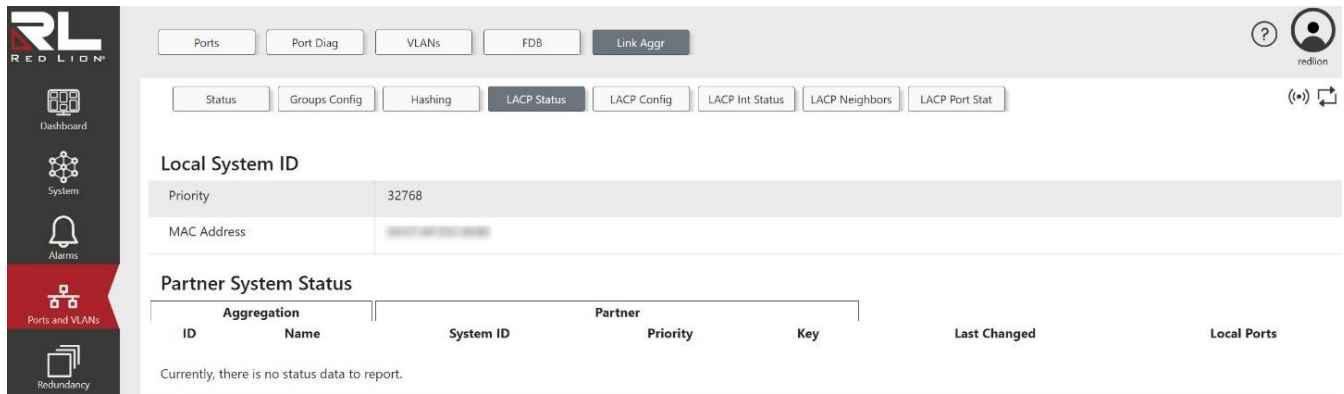 RL
RED LION®
Ports Port Diag VLANs FDB Link Aggr
?
redlion
Status Groups Config Hashing LACP Status LACP Config LACP Int Status LACP Neighbors LACP Port Stat
Dashboard
System
Alarms
Ports and VLANs
Redundancy
Local System ID
Priority 32768
MAC Address
Partner System Status
Aggregation Partner
ID Name System ID Priority Key Last Changed Local Ports
Currently, there is no status data to report.